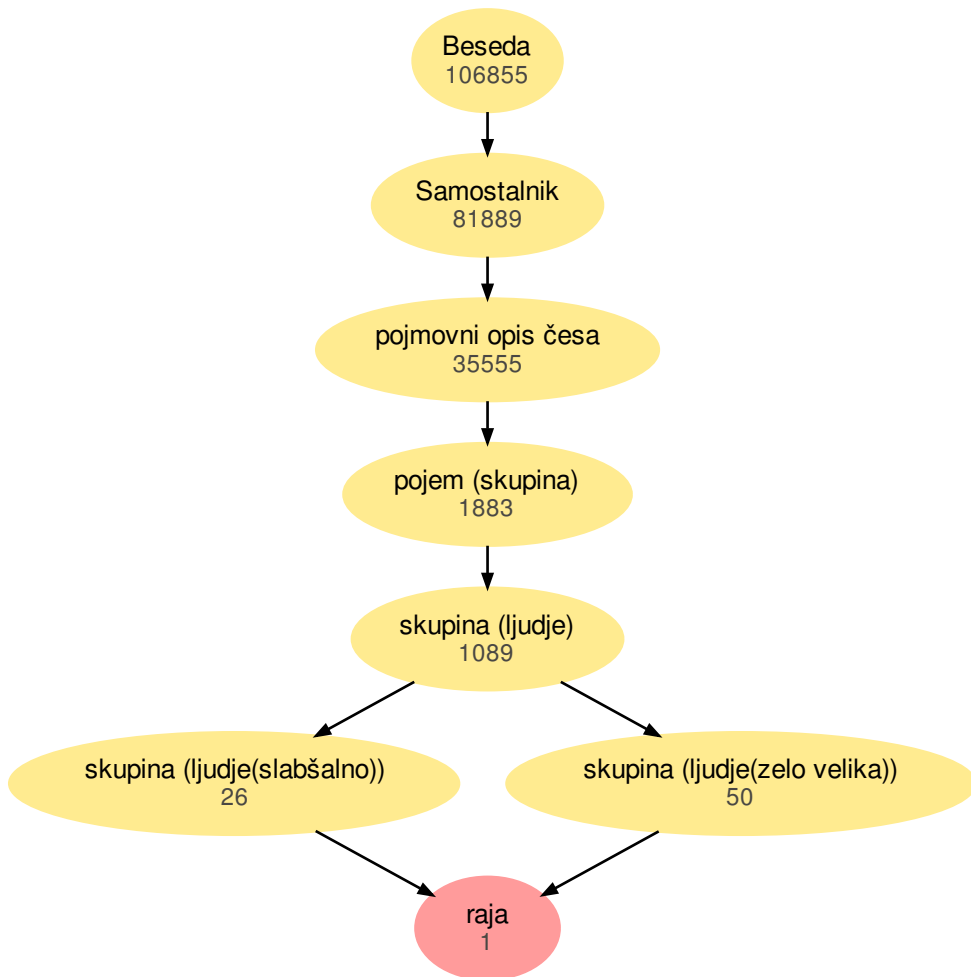 Beseda
106855
Samostalnik
81889
pojmovni opis česa
35555
pojem (skupina)
1883
skupina (ljudje)
1089
skupina (ljudje(slabšalno))
26
skupina (ljudje(zelo velika))
50
raja
1